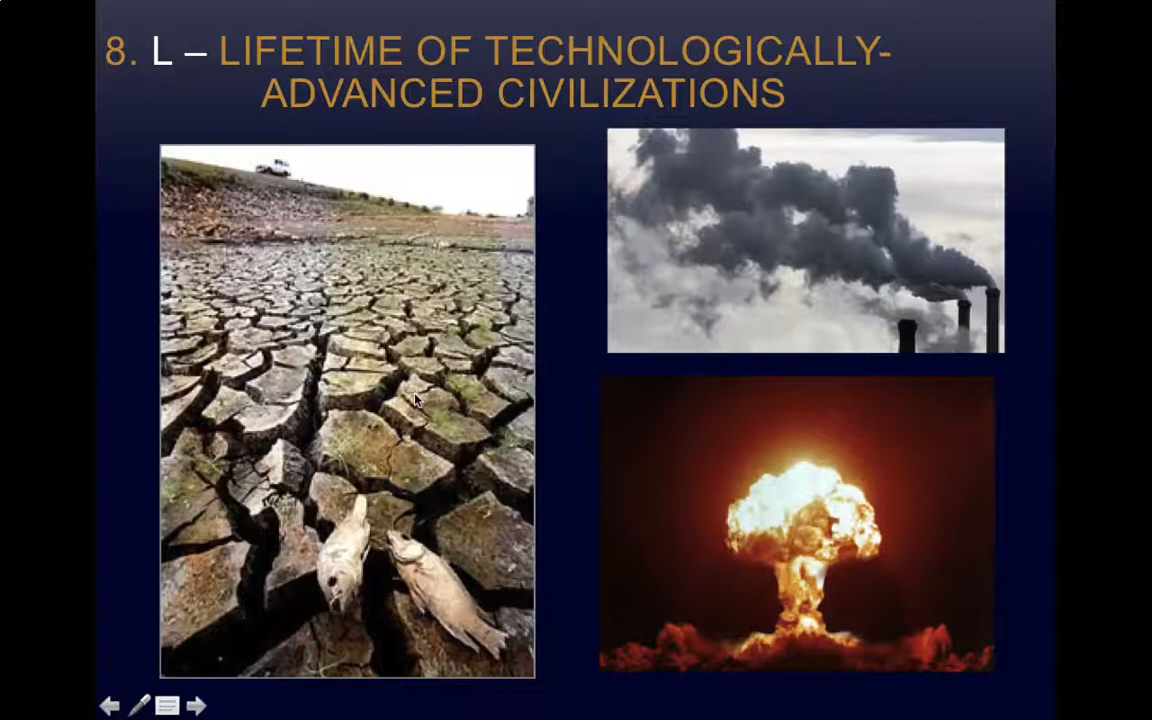 8. L – LIFETIME OF TECHNOLOGICALLY-
ADVANCED CIVILIZATIONS